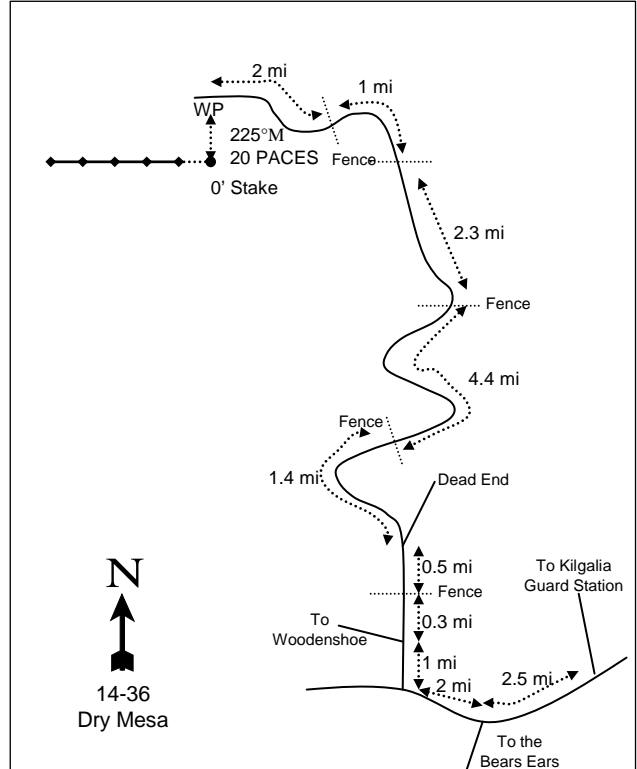 2 mi
1 mi
WP
225°M
20 PACES
Fence
0' Stake
2.3 mi
Fence
4.4 mi
Fence
1.4 mi
Dead End
0.5 mi
Fence
To Kilgalia
Guard Station
N
To
Woodenshoe
0.3 mi
1 mi
2 mi
2.5 mi
14-36
Dry Mesa
To the
Bears Ears